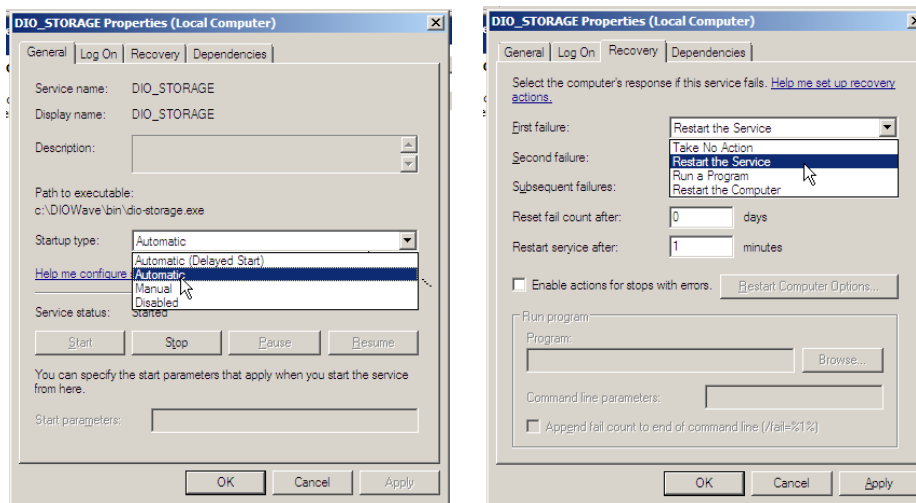 DIO_STORAGE Properties (Local Computer)
General Log On Recovery Dependencies
Service name: DIO_STORAGE
Display name: DIO_STORAGE
Description:
Path to executable:
c:\DIOWave\bin\dio-storage.exe
Startup type: Automatic
Automatic (Delayed Start)
Help me configure Automatic
Manual
Disabled
Service status: Started
Start Stop Pause Resume
You can specify the start parameters that apply when you start the service
from here.
Start parameters:
OK Cancel Apply
DIO_STORAGE Properties (Local Computer)
General Log On Recovery Dependencies
Select the computer's response if this service fails. Help me set up recovery
actions.
First failure: Restart the Service
Take No Action
Second failure: Restart the Service
Run a Program
Subsequent failures: Restart the Computer
Reset fail count after: 0 days
Restart service after: 1 minutes
Enable actions for stops with errors. Restart Computer Options...
Run program
Program:
Browse...
Command line parameters:
Append fail count to end of command line (/fail=%1%)
OK Cancel Apply